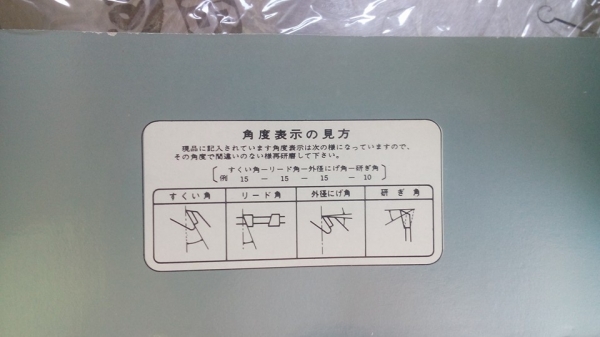 角度表示の見方
現品に記入されています角度表示は次の様になっていますので、
その角度で間違いのない様再研磨して下さい。
すくい角ーリード角ー外径にげ角ー研ぎ角
例 15 － 15 － 15 － 10
すくい角 リード角 外径にげ角 研ぎ角